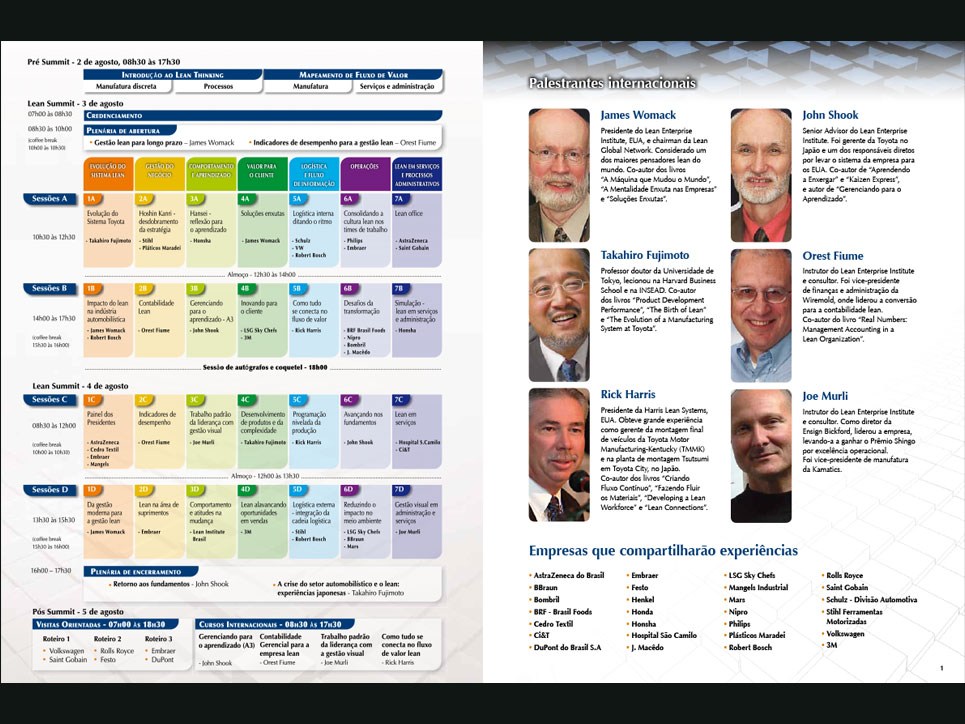 Pré Summit - 2 de agosto, 08h30 às 17h30
Introdução ao Lean Thinking
Mapeamento de Fluxo de Valor
Manufatura discreta
Processos
Manufatura
Serviços e administração
Lean Summit - 3 de agosto
07h00 às 08h30
Credenciamento
08h30 às 10h00
(coffee break
10h00 às 10h30)
Plenária de abertura
• Gestão lean para longo prazo – James Womack
• Indicadores de desempenho para a gestão lean – Orest Fiume
EVOLUÇÃO DO
SISTEMA LEAN
GESTÃO DO
NEGÓCIO
COMPORTAMENTO
E APRENDIZADO
VALOR PARA
O CLIENTE
LOGÍSTICA
E FLUXO
DE INFORMAÇÃO
OPERAÇÕES
LEAN EM SERVIÇOS
E PROCESSOS
ADMINISTRATIVOS
Sessões A
10h30 às 12h30
1A
Evolução do
Sistema Toyota
- Takahiro Fujimoto
2A
Hoshin Kanri -
desdobramento
da estratégia
- Stihl
- Pláticos Maradei
3A
Hansei -
reflexão para
o aprendizado
- Honsha
4A
Soluções enxutas
- James Womack
5A
Logística interna
ditando o ritmo
- Schulz
- VW
- Robert Bosch
6A
Consolidando a
cultura lean nos
times de trabalho
- Philips
- Embraer
7A
Lean office
- AstraZeneca
- Saint Gobain
Almoço - 12h30 às 14h00
Sessões B
14h00 às 17h30
(coffee break
15h30 às 16h00)
1B
Impacto do lean
na indústria
automobilística
- James Womack
- Robert Bosch
2B
Contabilidade
Lean
- Orest Fiume
3B
Gerenciando
para o
aprendizado - A3
- John Shook
4B
Inovando para
o cliente
- LSG Sky Chefs
- 3M
5B
Como tudo
se conecta no
fluxo de valor
- Rick Harris
6B
Desafios da
transformação
- BRF Brasil Foods
- Nipro
- Bombril
- J. Macêdo
7B
Simulação -
lean em serviços
e administração
- Honsha
Sessão de autógrafos e coquetel - 18h00
Lean Summit - 4 de agosto
Sessões C
08h30 às 12h00
(coffee break
10h00 às 10h30)
1C
Painel dos
Presidentes
- AstraZeneca
- Cedro Textil
- Embraer
- Mangels
2C
Indicadores de
desempenho
- Orest Fiume
3C
Trabalho padrão
da liderança com
gestão visual
- Joe Murli
4C
Desenvolvimento
de produtos e da
complexidade
- Takahiro Fujimoto
5C
Programação
nivelada da
produção
- Rick Harris
6C
Avançando nos
fundamentos
- John Shook
7C
Lean em
serviços
- Hospital S.Camilo
- Ci&T
Almoço - 12h00 às 13h30
Sessões D
13h30 às 15h30
(coffee break
15h30 às 16h00)
1D
Da gestão
moderna para
a gestão lean
- James Womack
2D
Lean na área de
suprimentos
- Embraer
3D
Comportamento
e atitudes na
mudança
- Lean Institute
Brasil
4D
Lean alavancando
oportunidades
em vendas
- 3M
5D
Logística externa
- integração da
cadeia logística
- Stihl
- Robert Bosch
6D
Reduzindo o
impacto no
meio ambiente
- LSG Sky Chefs
- BBraun
- Mars
7D
Gestão visual em
administração e
serviços
- Joe Murli
16h00 – 17h30
Plenária de encerramento
• Retorno aos fundamentos - John Shook
• A crise do setor automobilístico e o lean:
experiências japonesas - Takahiro Fujimoto
Pós Summit - 5 de agosto
Visitas Orientadas - 07h00 às 18h30
Roteiro 1
• Volkswagen
• Saint Gobain
Roteiro 2
• Rolls Royce
• Festo
Roteiro 3
• Embraer
• DuPont
Cursos Internacionais - 08h30 às 17h30
Gerenciando para
o aprendizado (A3)
- John Shook
Contabilidade
Gerencial para a
empresa lean
- Orest Fiume
Trabalho padrão
da liderança com
a gestão visual
- Joe Murli
Como tudo se
conecta no fluxo
de valor lean
- Rick Harris
Palestrantes internacionais
James Womack
Presidente do Lean Enterprise
Institute, EUA, e chairman da Lean
Global Network. Considerado um
dos maiores pensadores lean do
mundo. Co-autor dos livros
"A Máquina que Mudou o Mundo",
"A Mentalidade Enxuta nas Empresas"
e "Soluções Enxutas".
John Shook
Senior Advisor do Lean Enterprise
Institute. Foi gerente da Toyota no
Japão e um dos responsáveis diretos
por levar o sistema da empresa para
os EUA. Co-autor de "Aprendendo
a Enxergar" e "Kaizen Express",
e autor de "Gerenciando para o
Aprendizado".
Takahiro Fujimoto
Professor doutor da Universidade de
Tokyo, lecionou na Harvard Business
School e na INSEAD. Co-autor
dos livros "Product Development
Performance", "The Birth of Lean"
e "The Evolution of a Manufacturing
System at Toyota".
Orest Fiume
Instrutor do Lean Enterprise Institute
e consultor. Foi vice-presidente
de finanças e administração da
Wiremold, onde liderou a conversão
para a contabilidade lean.
Co-autor do livro "Real Numbers:
Management Accounting in a
Lean Organization".
Rick Harris
Presidente da Harris Lean Systems,
EUA. Obteve grande experiência
como gerente da montagem final
de veículos da Toyota Motor
Manufacturing-Kentucky (TMMK)
e na planta de montagem Tsutsumi
em Toyota City, no Japão.
Co-autor dos livros "Criando
Fluxo Contínuo", "Fazendo Fluir
os Materiais", "Developing a Lean
Workforce" e "Lean Connections".
Joe Murli
Instrutor do Lean Enterprise Institute
e consultor. Como diretor da
Ensign Bickford, liderou a empresa,
levando-a a ganhar o Prêmio Shingo
por excelência operacional.
Foi vice-presidente de manufatura
da Kamatics.
Empresas que compartilharão experiências
• AstraZeneca do Brasil
• BBraun
• Bombril
• BRF - Brasil Foods
• Cedro Textil
• Ci&T
• DuPont do Brasil S.A
• Embraer
• Festo
• Henkel
• Honda
• Honsha
• Hospital São Camilo
• J. Macêdo
• LSG Sky Chefs
• Mangels Industrial
• Mars
• Nipro
• Philips
• Plásticos Maradei
• Robert Bosch
• Rolls Royce
• Saint Gobain
• Schulz - Divisão Automotiva
• Stihl Ferramentas
Motorizadas
• Volkswagen
• 3M
1